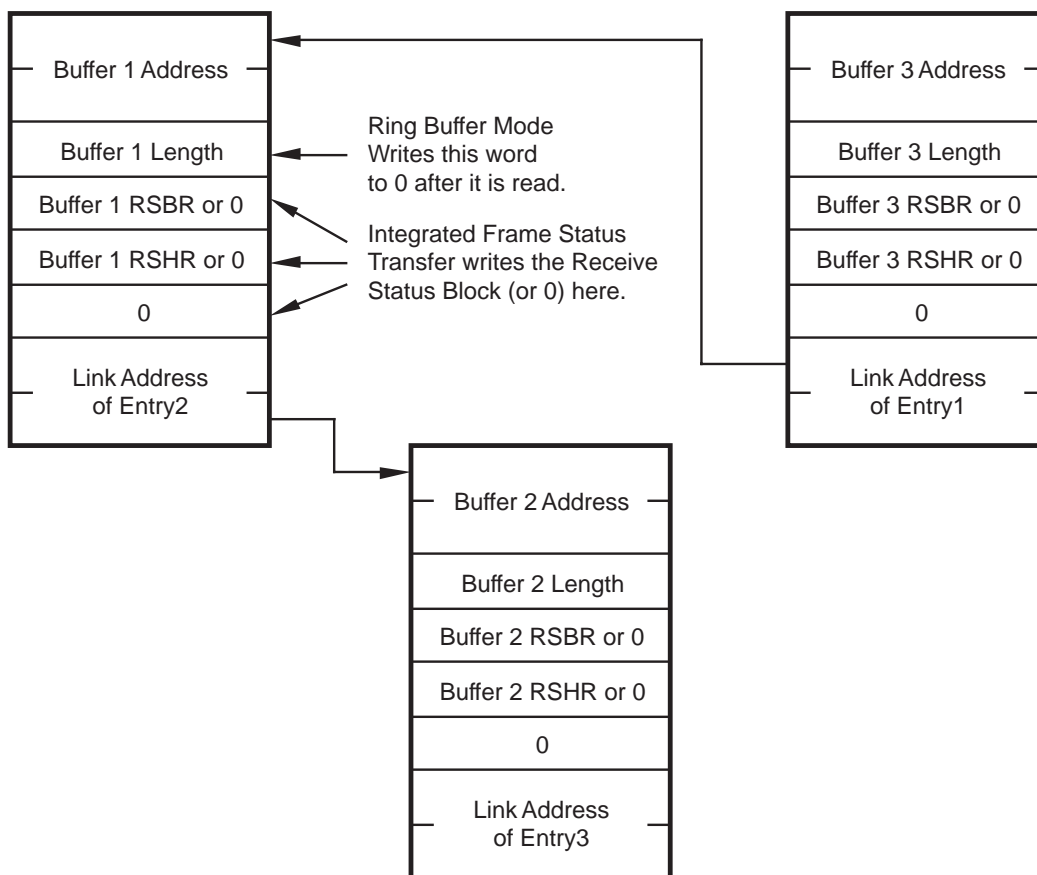 Buffer 1 Address
Buffer 1 Length
Buffer 1 RSBR or 0
Buffer 1 RSHR or 0
0
Link Address
of Entry2
Ring Buffer Mode
Writes this word
to 0 after it is read.
Integrated Frame Status
Transfer writes the Receive
Status Block (or 0) here.
Buffer 3 Address
Buffer 3 Length
Buffer 3 RSBR or 0
Buffer 3 RSHR or 0
0
Link Address
of Entry1
Buffer 2 Address
Buffer 2 Length
Buffer 2 RSBR or 0
Buffer 2 RSHR or 0
0
Link Address
of Entry3